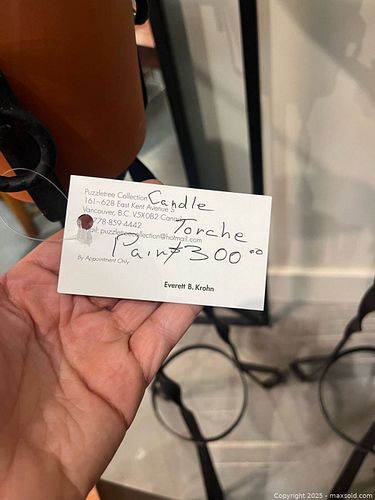 Puzzletree Collection
161-628 East Kent Avenue S
Vancouver, B.C. V5X0B2 Canada
778-859-4442
puzzletreecollection@hotmail.com
By Appointment Only
Everett B. Krohn
Candle
Torche
Pair $300.00
Copyright 2025 - maxsold.com